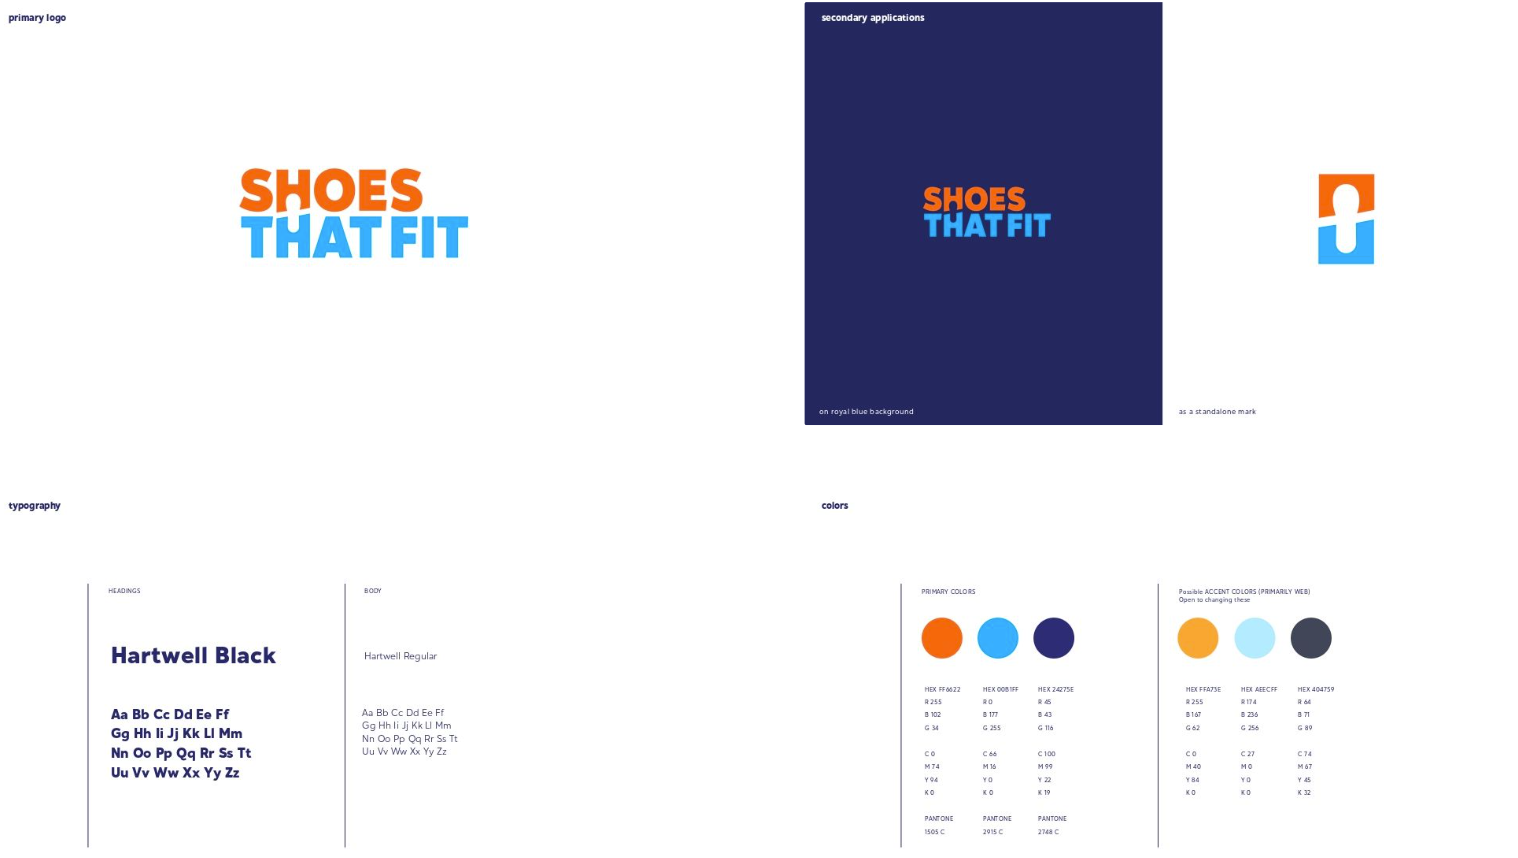 primary logo
SHOES
THAT FIT
secondary applications
SHOES
THAT FIT
on royal blue background
as a standalone mark
typography
HEADINGS
Hartwell Black
Aa Bb Cc Dd Ee Ff
Gg Hh Ii Jj Kk Ll Mm
Nn Oo Pp Qq Rr Ss Tt
Uu Vv Ww Xx Yy Zz
BODY
Hartwell Regular
Aa Bb Cc Dd Ee Ff
Gg Hh Ii Jj Kk Ll Mm
Nn Oo Pp Qq Rr Ss Tt
Uu Vv Ww Xx Yy Zz
colors
PRIMARY COLORS
HEX FF6622
R 255
B 102
G 34
C 0
M 74
Y 94
K 0
PANTONE
1505 C
HEX 00B1FF
R 0
B 177
G 255
C 66
M 16
Y 0
K 0
PANTONE
2915 C
HEX 24275E
R 45
B 43
G 116
C 100
M 99
Y 22
K 19
PANTONE
2748 C
Possible ACCENT COLORS (PRIMARILY WEB)
Open to changing these
HEX FFA73E
R 255
B 167
G 62
C 0
M 40
Y 84
K 0
HEX AEECFF
R 174
B 236
G 256
C 27
M 0
Y 0
K 0
HEX 404759
R 64
B 71
G 89
C 74
M 67
Y 45
K 32